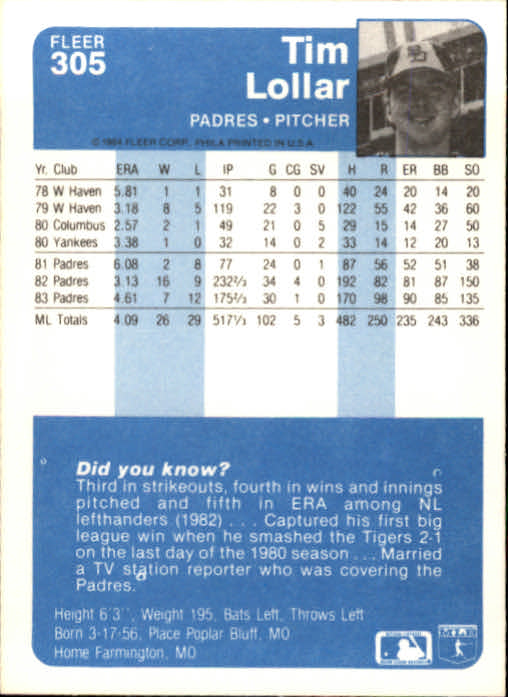 FLEER
305
Tim
Lollar
PADRES • PITCHER
© 1984 FLEER CORP. PHILA PRINTED IN U.S.A
Yr. Club ERA W L IP G CG SV H R ER BB SO
78 W Haven 5.81 1 1 31 8 0 0 40 24 20 14 20
79 W Haven 3.18 8 5 119 22 3 0 122 55 42 36 60
80 Columbus 2.57 2 1 49 21 0 5 29 15 14 27 50
80 Yankees 3.38 1 0 32 14 0 2 33 14 12 20 13
81 Padres 6.08 2 8 77 24 0 1 87 56 52 51 38
82 Padres 3.13 16 9 232⅔ 34 4 0 192 82 81 87 150
83 Padres 4.61 7 12 175⅔ 30 1 0 170 98 90 85 135
ML Totals 4.09 26 29 517⅓ 102 5 3 482 250 235 243 336
Did you know?
Third in strikeouts, fourth in wins and innings
pitched and fifth in ERA among NL
lefthanders (1982) . . . Captured his first big
league win when he smashed the Tigers 2-1
on the last day of the 1980 season . . . Married
a TV station reporter who was covering the
Padres.
Height 6'3", Weight 195, Bats Left, Throws Left
Born 3-17-56, Place Poplar Bluff, MO
Home Farmington, MO